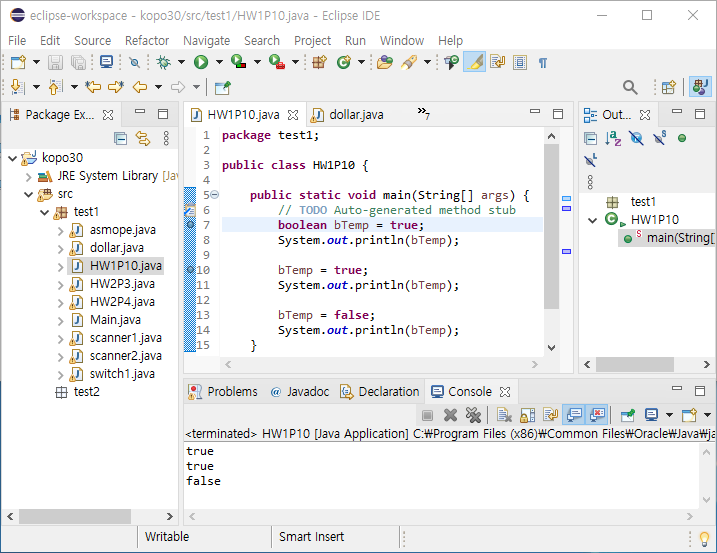 eclipse-workspace - kopo30/src/test1/HW1P10.java - Eclipse IDE
File Edit Source Refactor Navigate Search Project Run Window Help
Package Ex...
kopo30
JRE System Library [Jav
src
test1
asmope.java
dollar.java
HW1P10.java
HW2P3.java
HW2P4.java
Main.java
scanner1.java
scanner2.java
switch1.java
test2
HW1P10.java dollar.java »7
1 package test1;
2
3 public class HW1P10 {
4
5 public static void main(String[] args) {
6 // TODO Auto-generated method stub
7 boolean bTemp = true;
8 System.out.println(bTemp);
9
10 bTemp = true;
11 System.out.println(bTemp);
12
13 bTemp = false;
14 System.out.println(bTemp);
15 }
Out...
test1
HW1P10
main(String[
Problems @ Javadoc Declaration Console
<terminated> HW1P10 [Java Application] C:₩Program Files (x86)₩Common Files₩Oracle₩Java₩ja
true
true
false
Writable Smart Insert